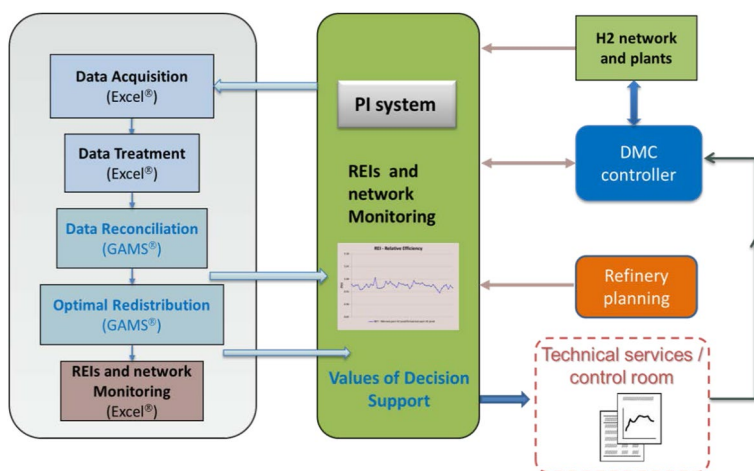 Data Acquisition
(Excel®)
Data Treatment
(Excel®)
Data Reconciliation
(GAMS®)
Optimal Redistribution
(GAMS®)
REIs and network
Monitoring
(Excel®)
PI system
REIs and
network
Monitoring
REI - Relative Efficiency
Values of Decision
Support
H2 network
and plants
DMC
controller
Refinery
planning
Technical services /
control room